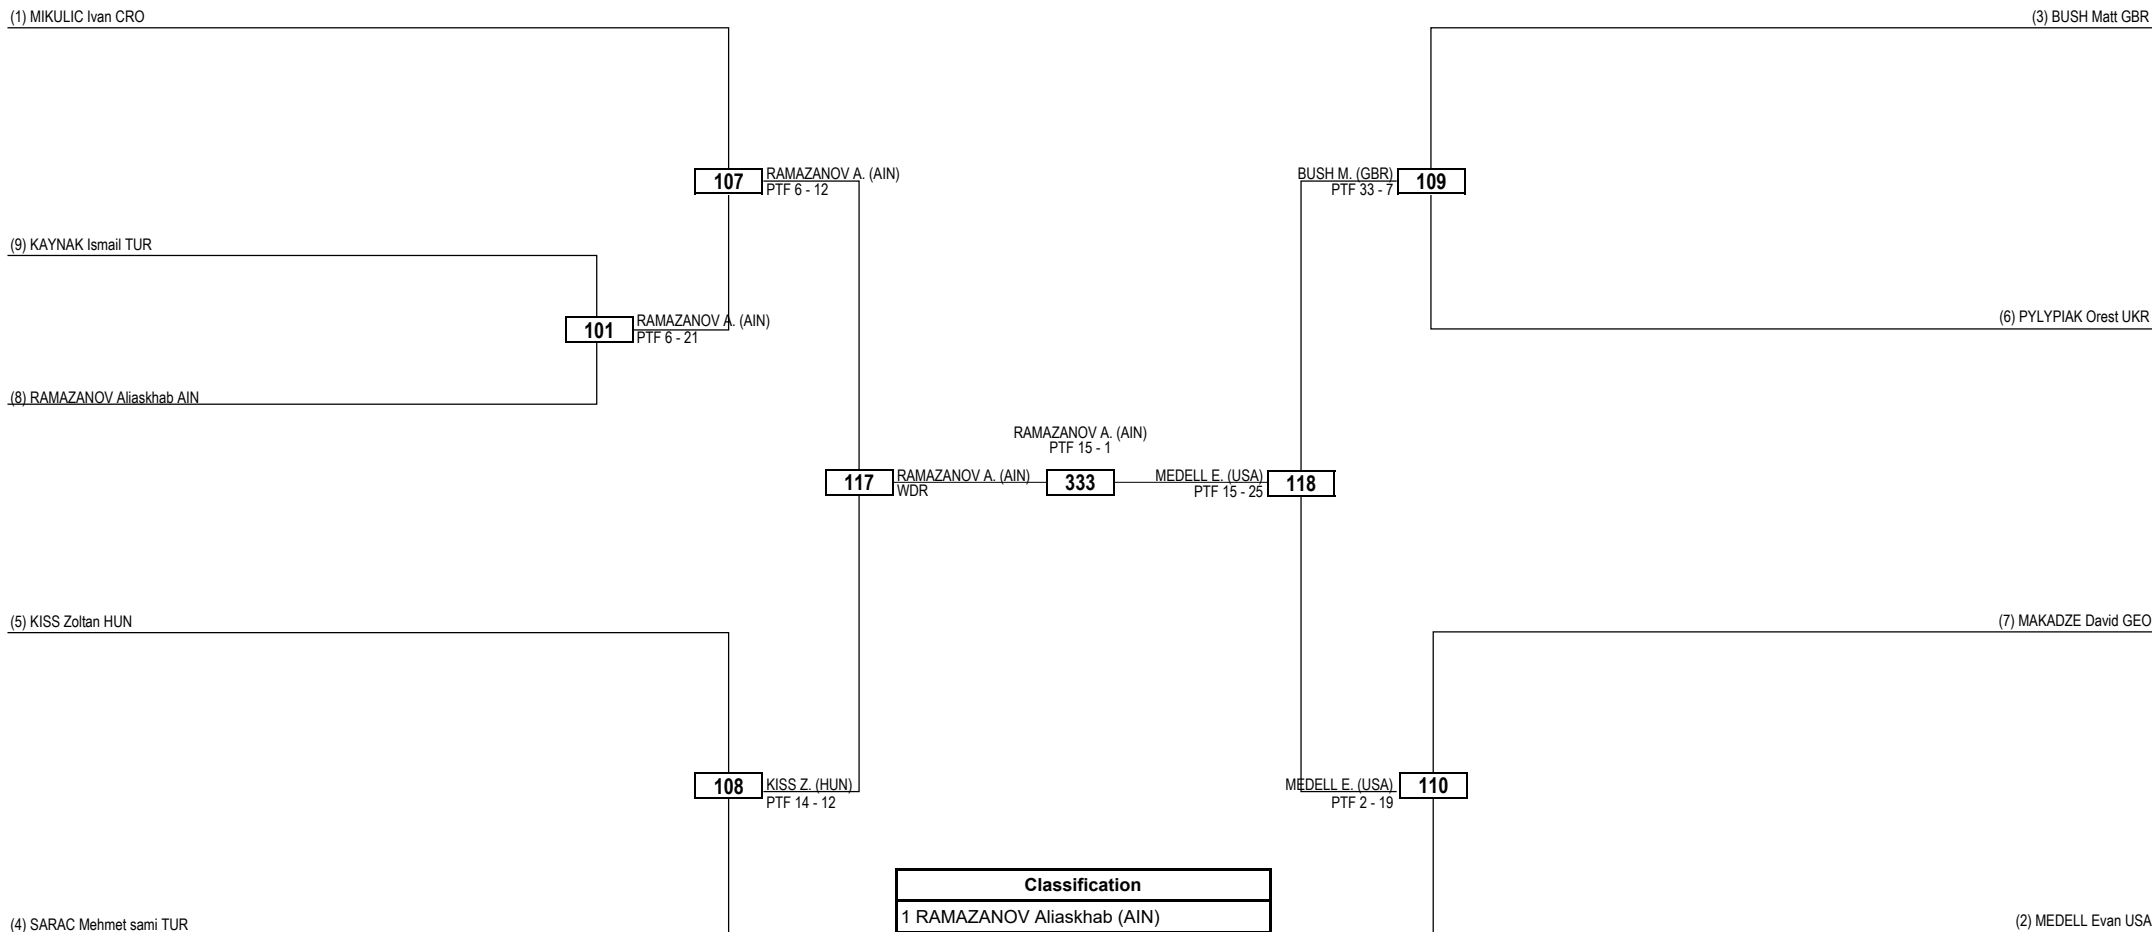 (1) MIKULIC Ivan CRO
(3) BUSH Matt GBR
107
RAMAZANOV A. (AIN)
PTF 6 - 12
BUSH M. (GBR)
PTF 33 - 7
109
(9) KAYNAK Ismail TUR
101
RAMAZANOV A. (AIN)
PTF 6 - 21
(6) PYLYPIAK Orest UKR
(8) RAMAZANOV Aliaskhab AIN
RAMAZANOV A. (AIN)
PTF 15 - 1
117
RAMAZANOV A. (AIN)
WDR
333
MEDELL E. (USA)
PTF 15 - 25
118
(5) KISS Zoltan HUN
(7) MAKADZE David GEO
108
KISS Z. (HUN)
PTF 14 - 12
MEDELL E. (USA)
PTF 2 - 19
110
Classification
1 RAMAZANOV Aliaskhab (AIN)
(4) SARAC Mehmet sami TUR
(2) MEDELL Evan USA